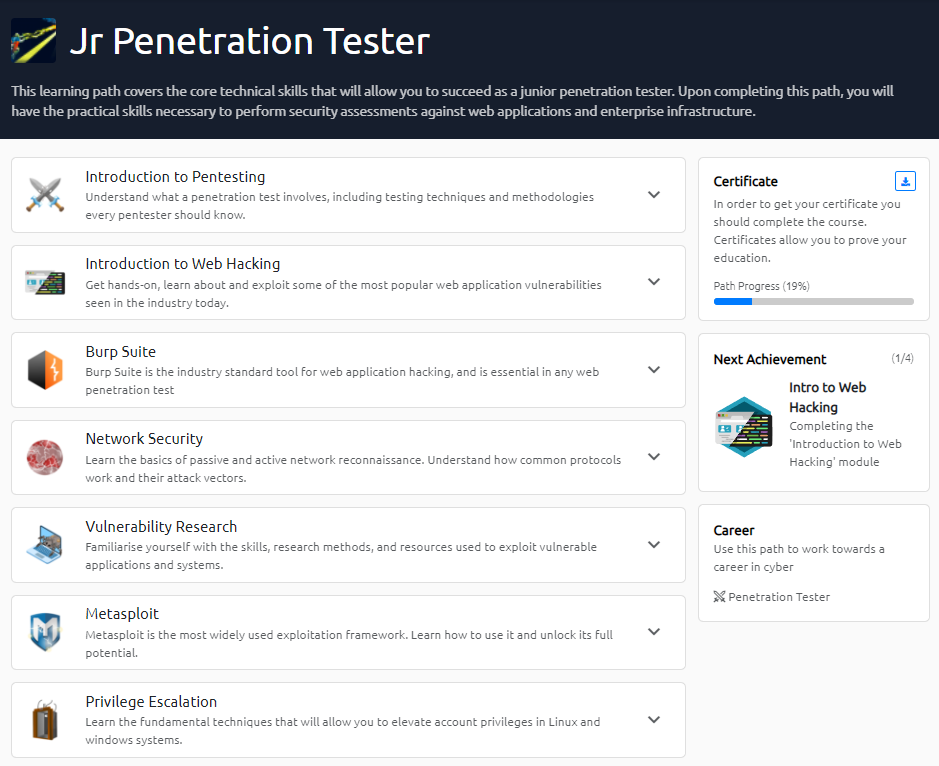 Jr Penetration Tester
This learning path covers the core technical skills that will allow you to succeed as a junior penetration tester. Upon completing this path, you will
have the practical skills necessary to perform security assessments against web applications and enterprise infrastructure.
Introduction to Pentesting
Understand what a penetration test involves, including testing techniques and methodologies
every pentester should know.
Introduction to Web Hacking
Get hands-on, learn about and exploit some of the most popular web application vulnerabilities
seen in the industry today.
Burp Suite
Burp Suite is the industry standard tool for web application hacking, and is essential in any web
penetration test
Network Security
Learn the basics of passive and active network reconnaissance. Understand how common protocols
work and their attack vectors.
Vulnerability Research
Familiarise yourself with the skills, research methods, and resources used to exploit vulnerable
applications and systems.
Metasploit
Metasploit is the most widely used exploitation framework. Learn how to use it and unlock its full
potential.
Privilege Escalation
Learn the fundamental techniques that will allow you to elevate account privileges in Linux and
windows systems.
Certificate
In order to get your certificate you
should complete the course.
Certificates allow you to prove your
education.
Path Progress (19%)
Next Achievement (1/4)
Intro to Web
Hacking
Completing the
'Introduction to Web
Hacking' module
Career
Use this path to work towards a
career in cyber
Penetration Tester